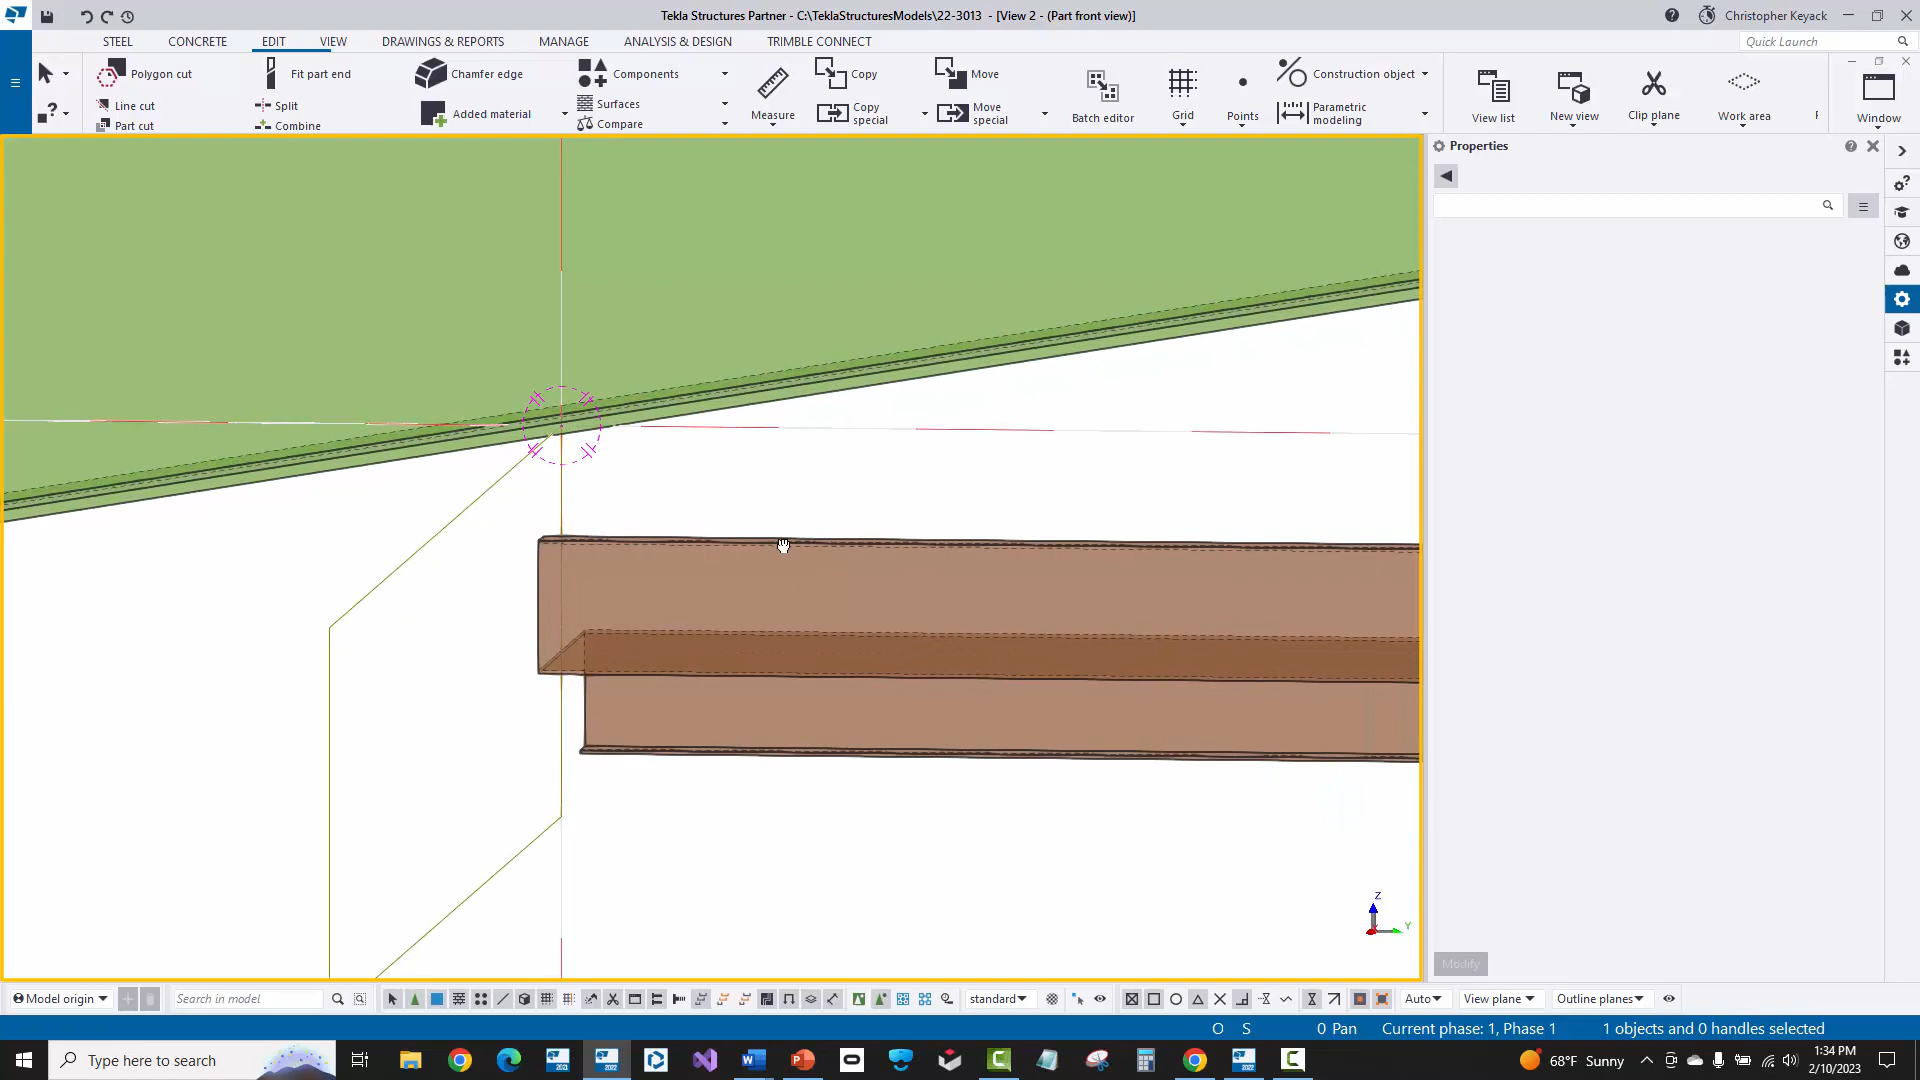 Tekla Structures Partner - C:\TeklaStructuresModels\22-3013 - [View 2 - (Part front view)]
Christopher Keyack
STEEL CONCRETE EDIT VIEW DRAWINGS & REPORTS MANAGE ANALYSIS & DESIGN TRIMBLE CONNECT
Quick Launch
Polygon cut
Line cut
Part cut
Fit part end
Split
Combine
Chamfer edge
Added material
Components
Surfaces
Compare
Measure
Copy
Copy special
Move
Move special
Batch editor
Grid
Points
Construction object
Parametric modeling
View list
New view
Clip plane
Work area
Window
Properties
Z
Y
Modify
Model origin
Search in model
standard
Auto
View plane
Outline planes
O S 0 Pan Current phase: 1, Phase 1 1 objects and 0 handles selected
Type here to search
2021
2022
2022
68°F Sunny
1:34 PM
2/10/2023